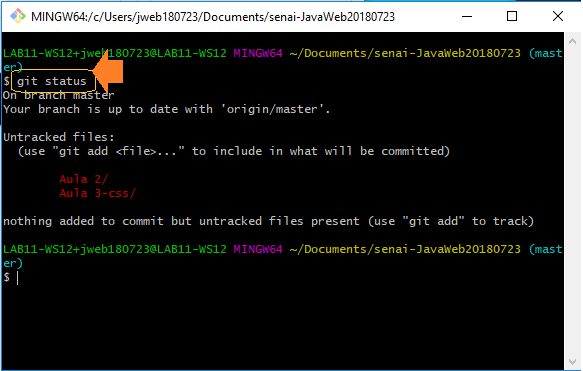 MINGW64:/c/Users/jweb180723/Documents/senai-JavaWeb20180723
LAB11-WS12+jweb180723@LAB11-WS12 MINGW64 ~/Documents/senai-JavaWeb20180723 (mast
er)
$ git status
On branch master
Your branch is up to date with 'origin/master'.
Untracked files:
(use "git add <file>..." to include in what will be committed)
Aula 2/
Aula 3-css/
nothing added to commit but untracked files present (use "git add" to track)
LAB11-WS12+jweb180723@LAB11-WS12 MINGW64 ~/Documents/senai-JavaWeb20180723 (mast
er)
$